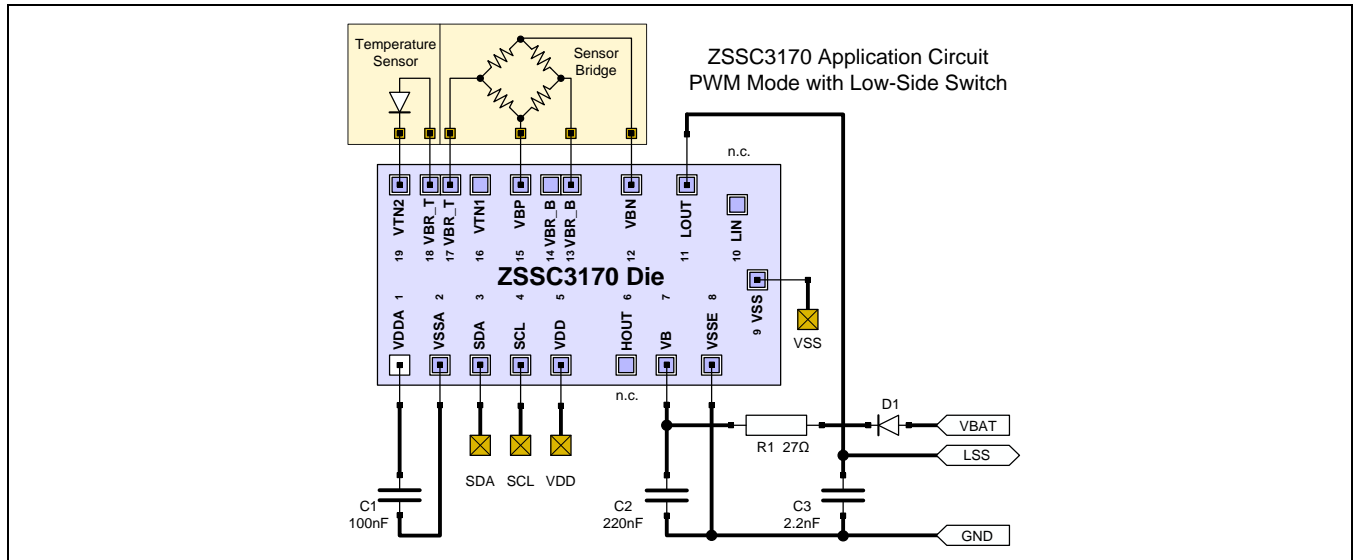 Temperature
Sensor
Sensor
Bridge
ZSSC3170 Application Circuit
PWM Mode with Low-Side Switch
n.c.
19 VTN2
18 VBR_T
17 VBR_T
16 VTN1
15 VBP
14 VBR_B
13 VBR_B
12 VBN
11 LOUT
10 LIN
ZSSC3170 Die
VDDA 1
VSSA 2
SDA 3
SCL 4
VDD 5
HOUT 6
VB 7
VSSE 8
9 VSS
VSS
n.c.
D1
VBAT
R1 27Ω
LSS
SDA SCL VDD
C1
100nF
C2
220nF
C3
2.2nF
GND